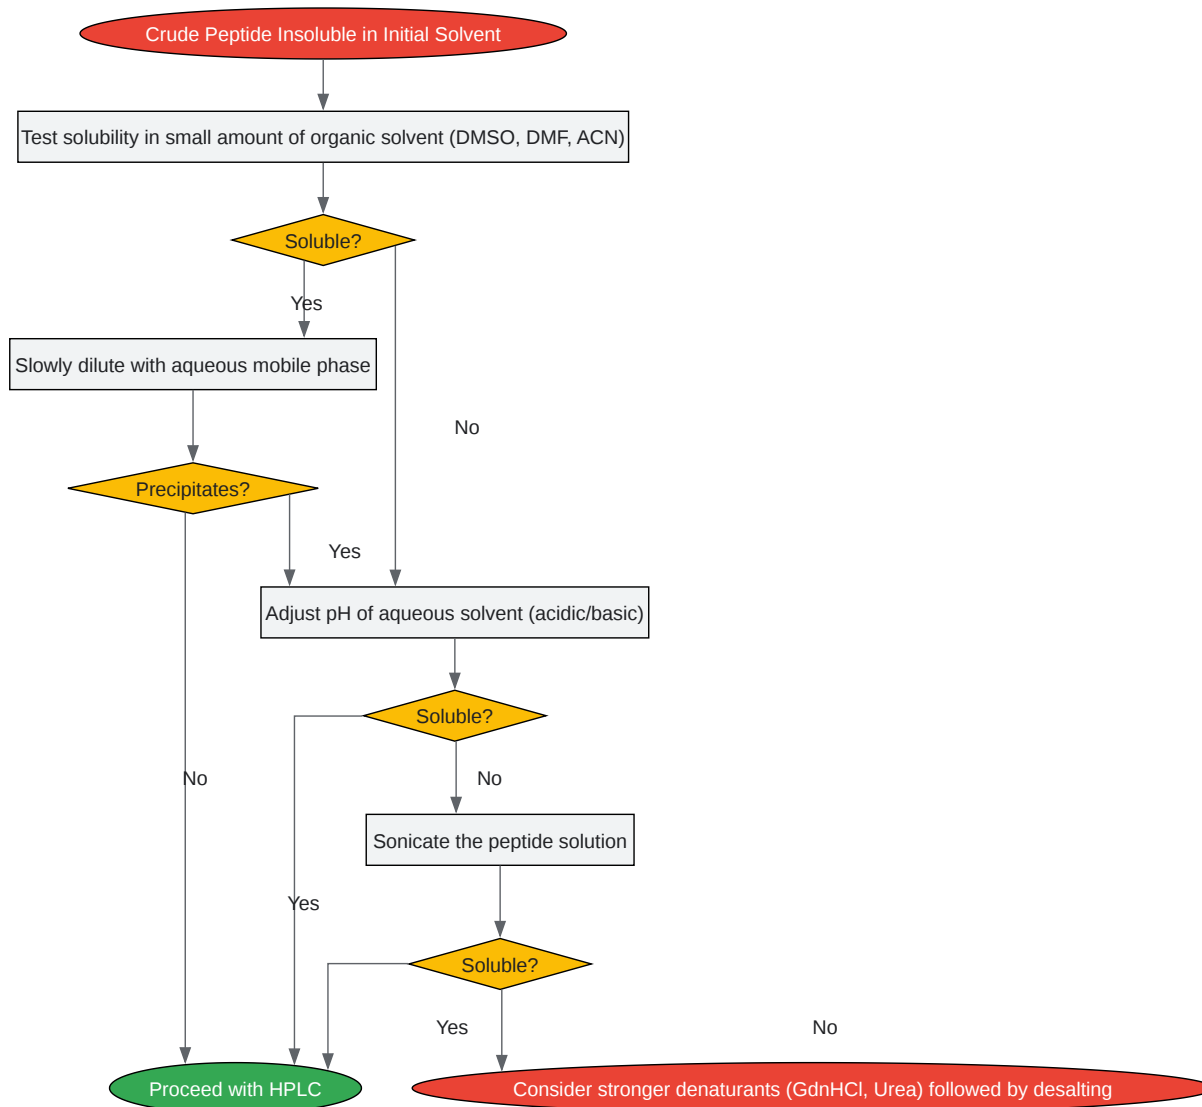 Crude Peptide Insoluble in Initial Solvent
Test solubility in small amount of organic solvent (DMSO, DMF, ACN)
Soluble?
Yes
Slowly dilute with aqueous mobile phase
No
Precipitates?
Yes
Adjust pH of aqueous solvent (acidic/basic)
Soluble?
No
No
Sonicate the peptide solution
Yes
Soluble?
Yes
No
Proceed with HPLC
Consider stronger denaturants (GdnHCl, Urea) followed by desalting